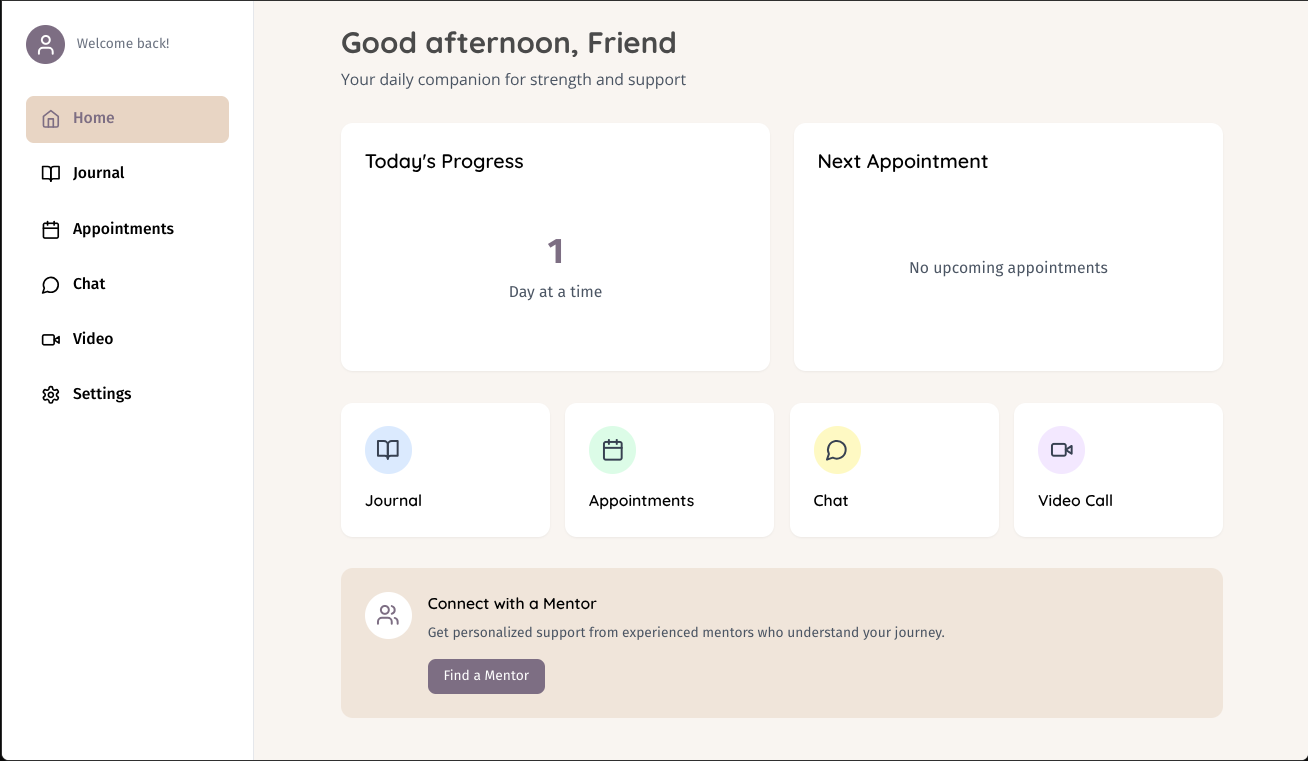 Welcome back!
Home
Journal
Appointments
Chat
Video
Settings
Good afternoon, Friend
Your daily companion for strength and support
Today's Progress
1
Day at a time
Next Appointment
No upcoming appointments
Journal
Appointments
Chat
Video Call
Connect with a Mentor
Get personalized support from experienced mentors who understand your journey.
Find a Mentor